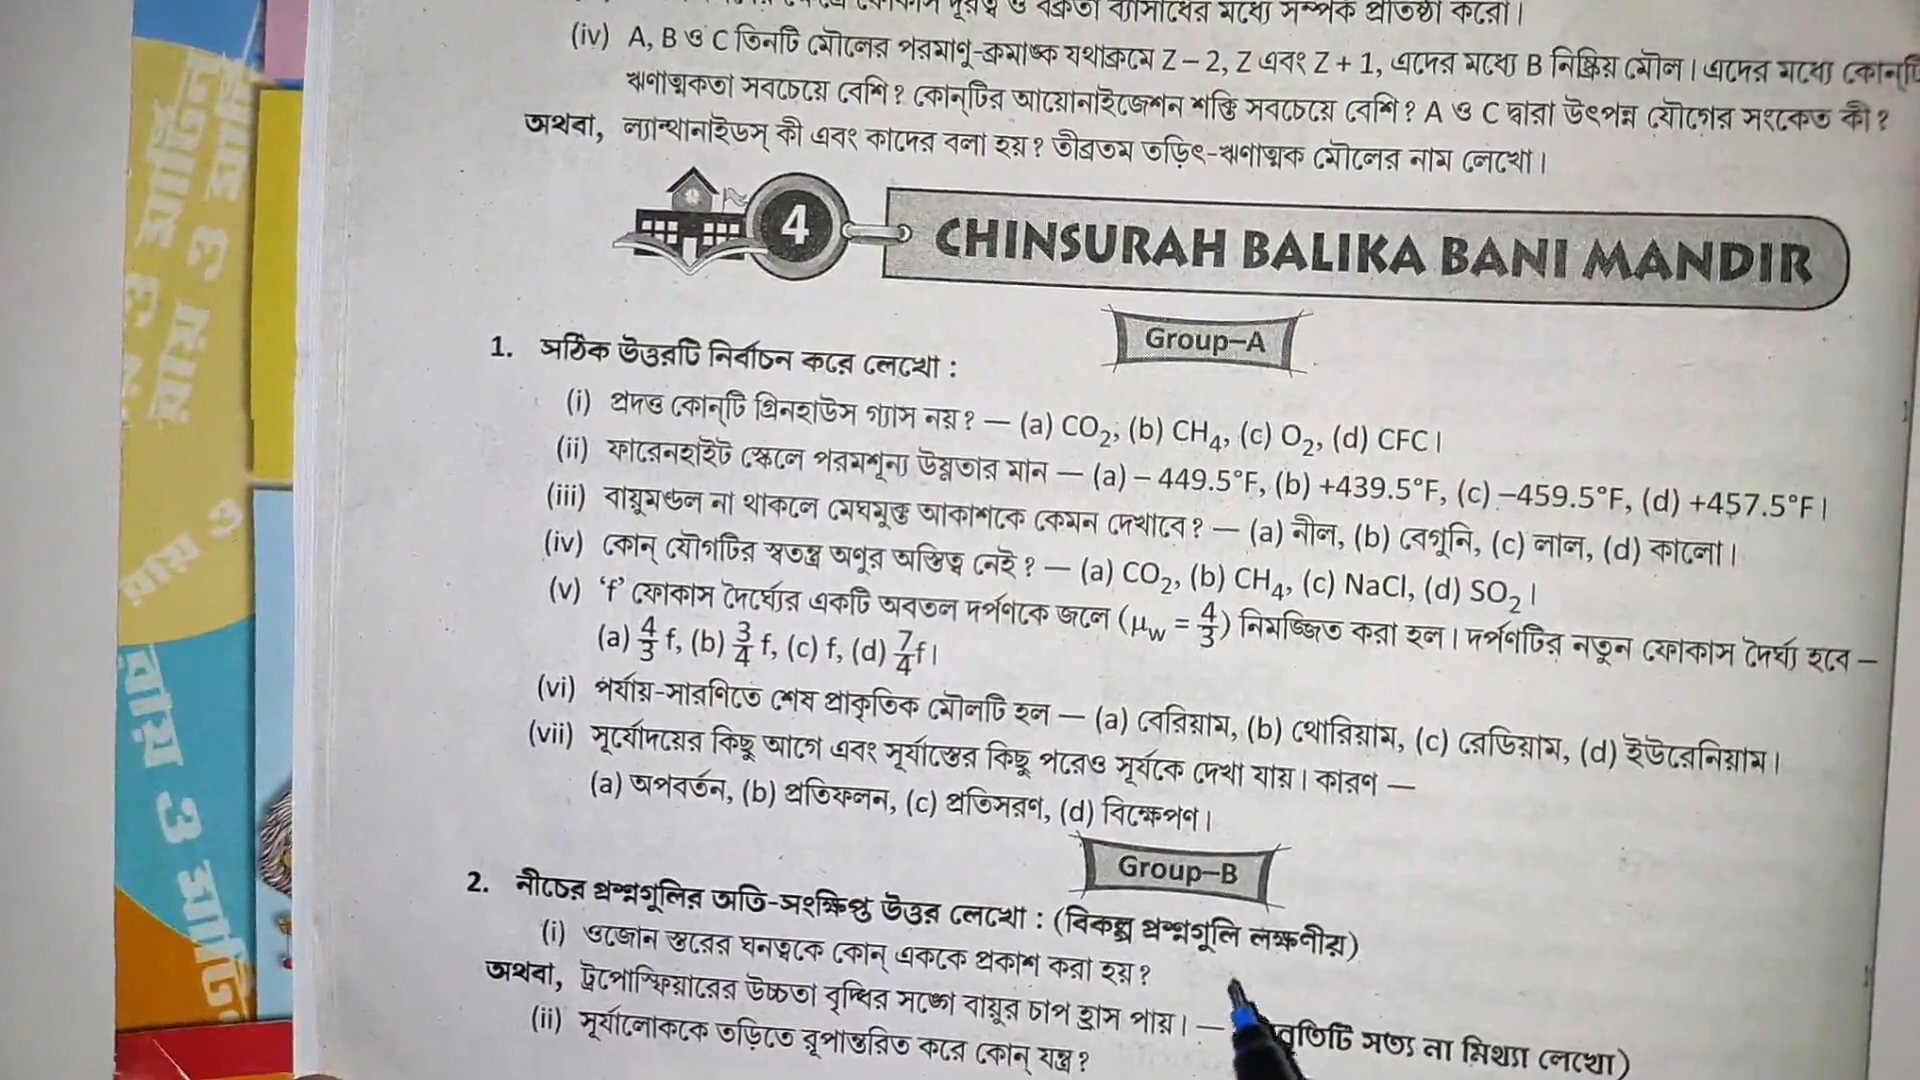 ফোকাস দূরত্ব ও বক্রতা ব্যাসার্ধের মধ্যে সম্পর্ক প্রতিষ্ঠা করো।
(iv) A, B ও C তিনটি মৌলের পরমাণু-ক্রমাঙ্ক যথাক্রমে Z – 2, Z এবং Z + 1, এদের মধ্যে B নিষ্ক্রিয় মৌল। এদের মধ্যে
ঋণাত্মকতা সবচেয়ে বেশি? কোন্‌টির আয়োনাইজেশন শক্তি সবচেয়ে বেশি? A ও C দ্বারা উৎপন্ন যৌগের সংকেত কী?
অথবা, ল্যান্থানাইডস্ কী এবং কাদের বলা হয়? তীব্রতম তড়িৎ-ঋণাত্মক মৌলের নাম লেখো।
4 CHINSURAH BALIKA BANI MANDIR
Group–A
1. সঠিক উত্তরটি নির্বাচন করে লেখো :
(i) প্রদত্ত কোন্‌টি গ্রিনহাউস গ্যাস নয়? — (a) CO₂, (b) CH₄, (c) O₂, (d) CFC।
(ii) ফারেনহাইট স্কেলে পরমশূন্য উষ্ণতার মান — (a) – 449.5°F, (b) +439.5°F, (c) –459.5°F, (d) +457.5°F।
(iii) বায়ুমণ্ডল না থাকলে মেঘমুক্ত আকাশকে কেমন দেখাবে? — (a) নীল, (b) বেগুনি, (c) লাল, (d) কালো।
(iv) কোন্ যৌগটির স্বতন্ত্র অণুর অস্তিত্ব নেই? — (a) CO₂, (b) CH₄, (c) NaCl, (d) SO₂।
(v) ‘f’ ফোকাস দৈর্ঘ্যের একটি অবতল দর্পণকে জলে (μw = 4/3) নিমজ্জিত করা হল। দর্পণটির নতুন ফোকাস দৈর্ঘ্য হবে —
(a) 4/3 f, (b) 3/4 f, (c) f, (d) 7/4 f।
(vi) পর্যায়-সারণিতে শেষ প্রাকৃতিক মৌলটি হল — (a) বেরিয়াম, (b) থোরিয়াম, (c) রেডিয়াম, (d) ইউরেনিয়াম।
(vii) সূর্যোদয়ের কিছু আগে এবং সূর্যাস্তের কিছু পরেও সূর্যকে দেখা যায়। কারণ —
(a) অপবর্তন, (b) প্রতিফলন, (c) প্রতিসরণ, (d) বিক্ষেপণ।
Group–B
2. নীচের প্রশ্নগুলির অতি-সংক্ষিপ্ত উত্তর লেখো : (বিকল্প প্রশ্নগুলি লক্ষণীয়)
(i) ওজোন স্তরের ঘনত্বকে কোন্ এককে প্রকাশ করা হয়?
অথবা, ট্রপোস্ফিয়ারের উচ্চতা বৃদ্ধির সঙ্গে বায়ুর চাপ হ্রাস পায়। — সত্য না মিথ্যা লেখো)
(ii) সূর্যালোককে তড়িতে রূপান্তরিত করে কোন্ যন্ত্র?